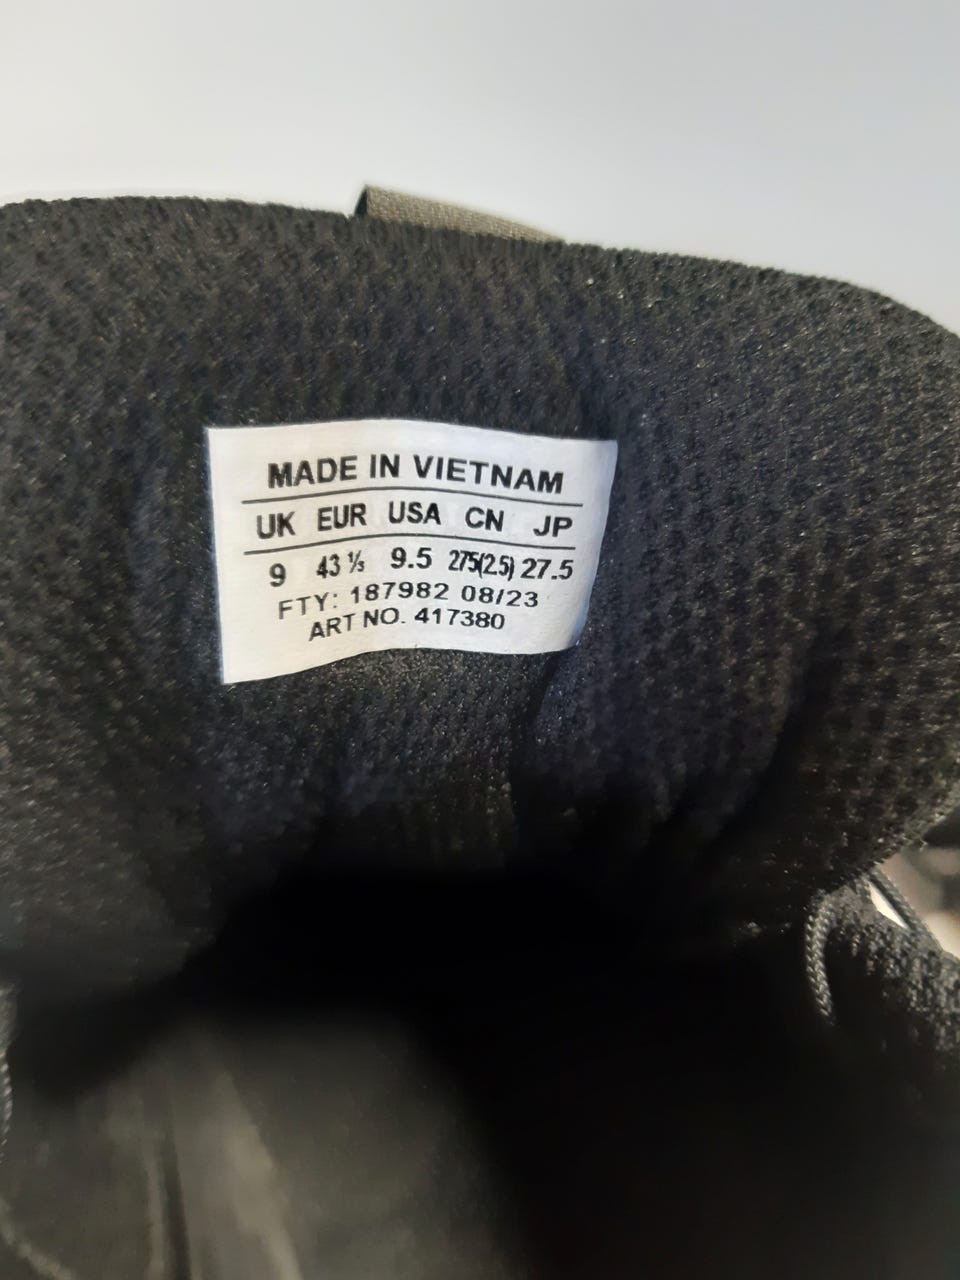 MADE IN VIETNAM
UK EUR USA CN JP
9 43 ⅓ 9.5 275(2.5) 27.5
FTY: 187982 08/23
ART NO. 417380